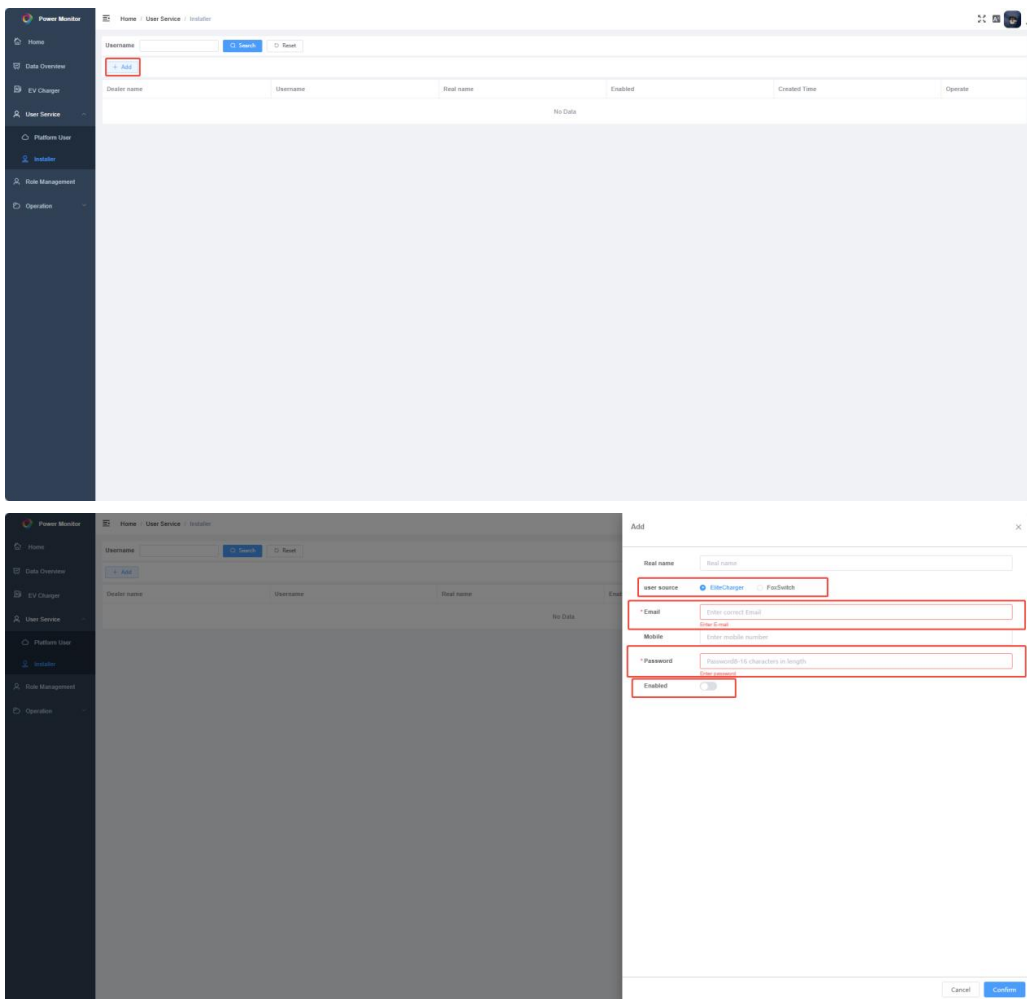 Power Monitor
Home / User Service / Installer
Home
Username
Search
Reset
Data Overview
+ Add
EV Charger
Dealer name
Username
Real name
Enabled
Created Time
Operate
User Service
No Data
Platform User
Installer
Role Management
Operation
Power Monitor
Home / User Service / Installer
Add
Home
Username
Search
Reset
Real name
Real name
Data Overview
+ Add
user source
EliteCharger
FoxSwitch
EV Charger
Dealer name
Username
Real name
* Email
Enter correct Email
Enter E-mail
User Service
No Data
Mobile
Enter mobile number
Platform User
* Password
Password8-16 characters in length
Enter password
Installer
Enabled
Role Management
Operation
Cancel
Confirm